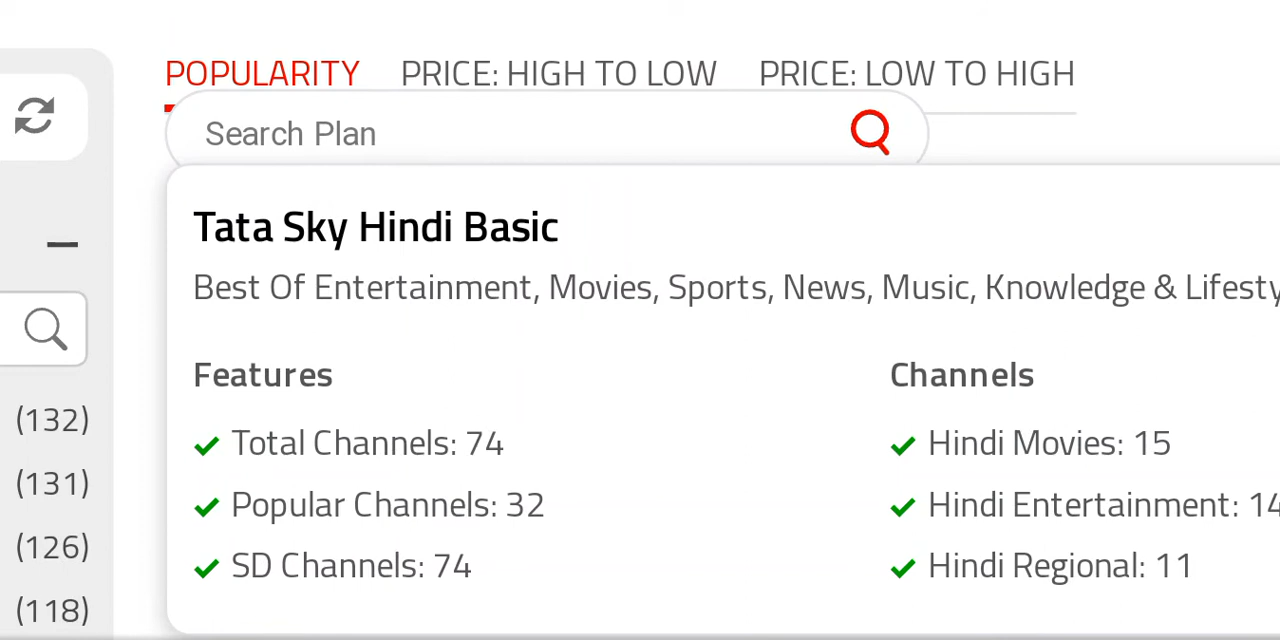 POPULARITY PRICE: HIGH TO LOW PRICE: LOW TO HIGH
Search Plan
Tata Sky Hindi Basic
Best Of Entertainment, Movies, Sports, News, Music, Knowledge & Lifesty
Features
Total Channels: 74
Popular Channels: 32
SD Channels: 74
Channels
Hindi Movies: 15
Hindi Entertainment: 14
Hindi Regional: 11
(132)
(131)
(126)
(118)